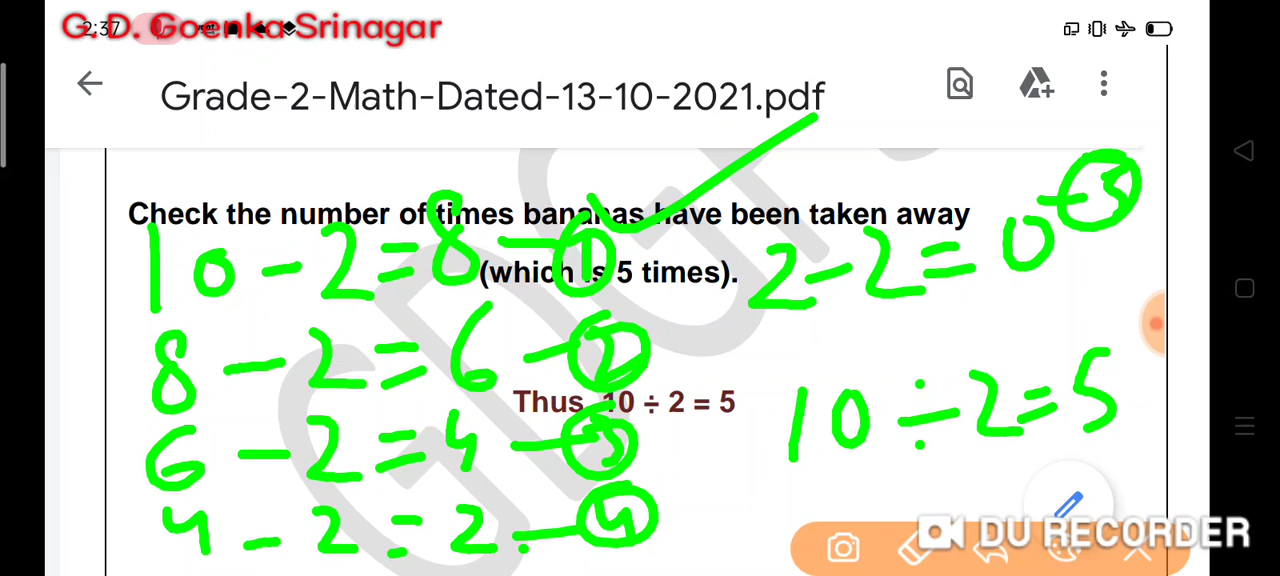 G. D. Goenka Srinagar
2:37
Grade-2-Math-Dated-13-10-2021.pdf
Check the number of times bananas have been taken away
(which is 5 times).
10 - 2 = 8 - 1
2 - 2 = 0 - 5
8 - 2 = 6 - 2
Thus 10 ÷ 2 = 5
10 ÷ 2 = 5
6 - 2 = 4 - 3
4 - 2 = 2 - 4
DU RECORDER